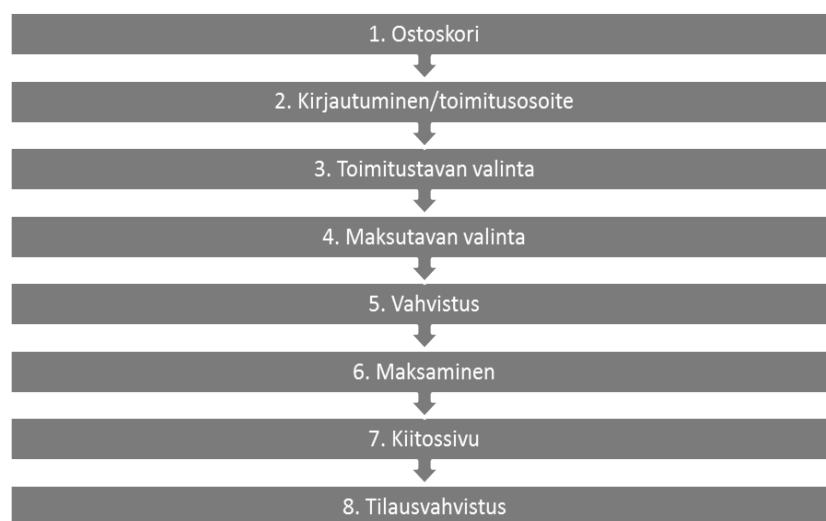 1. Ostoskori
2. Kirjautuminen/toimitusosoite
3. Toimitustavan valinta
4. Maksutavan valinta
5. Vahvistus
6. Maksaminen
7. Kiitossivu
8. Tilausvahvistus